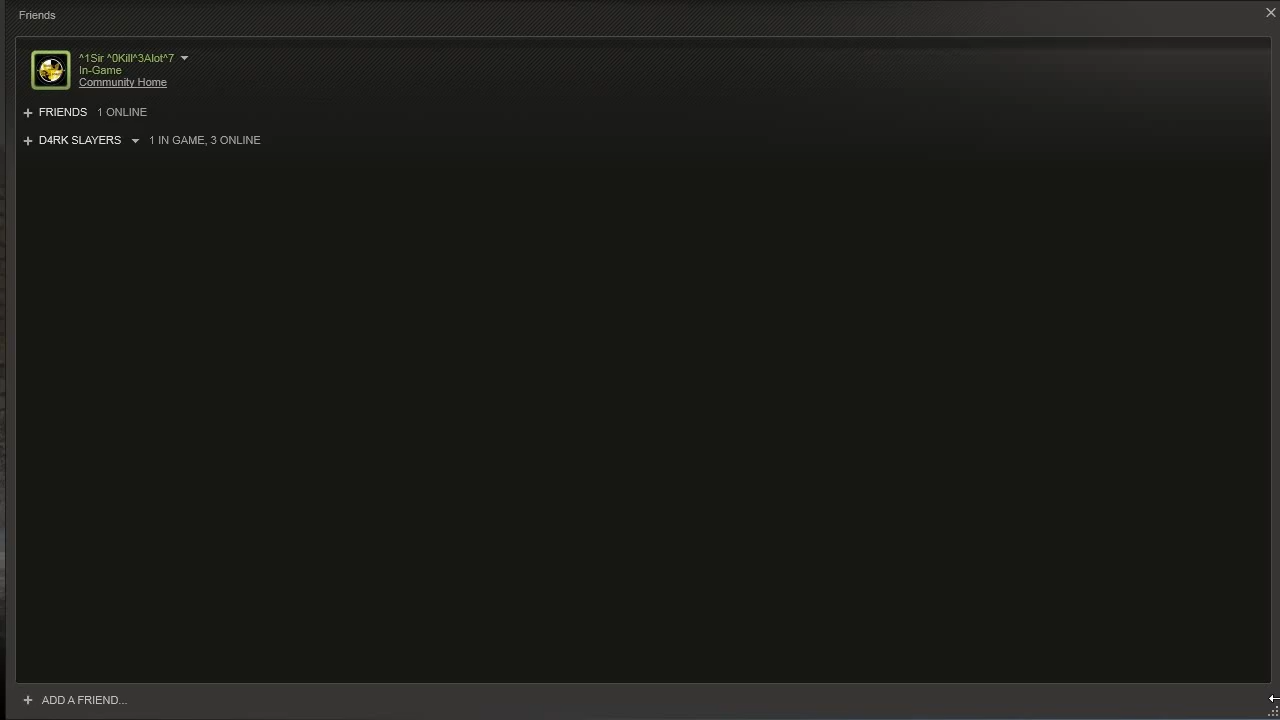 Friends
^1Sir ^0Kill^3Alot^7
In-Game
Community Home
FRIENDS 1 ONLINE
D4RK SLAYERS 1 IN GAME, 3 ONLINE
ADD A FRIEND...